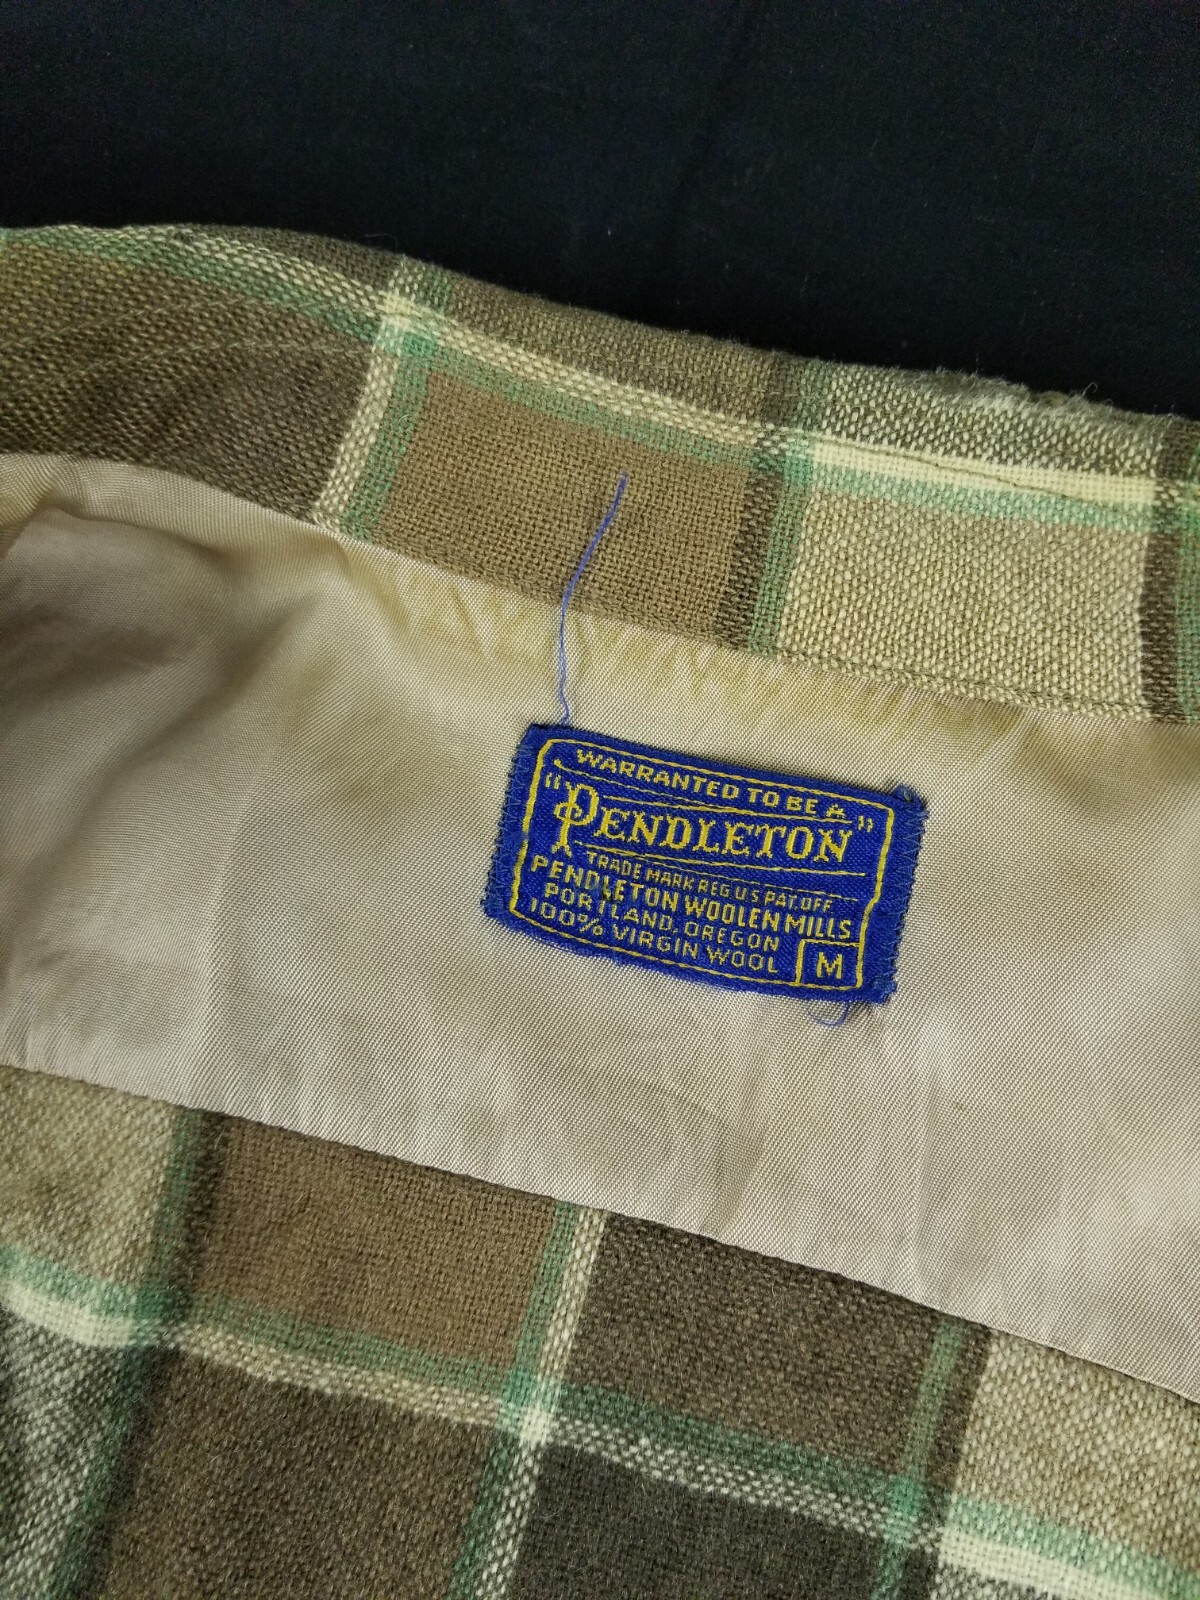 WARRANTED TO BE A
"PENDLETON"
TRADE MARK REG U S PAT. OFF.
PENDLETON WOOLEN MILLS
PORTLAND, OREGON
100% VIRGIN WOOL
M